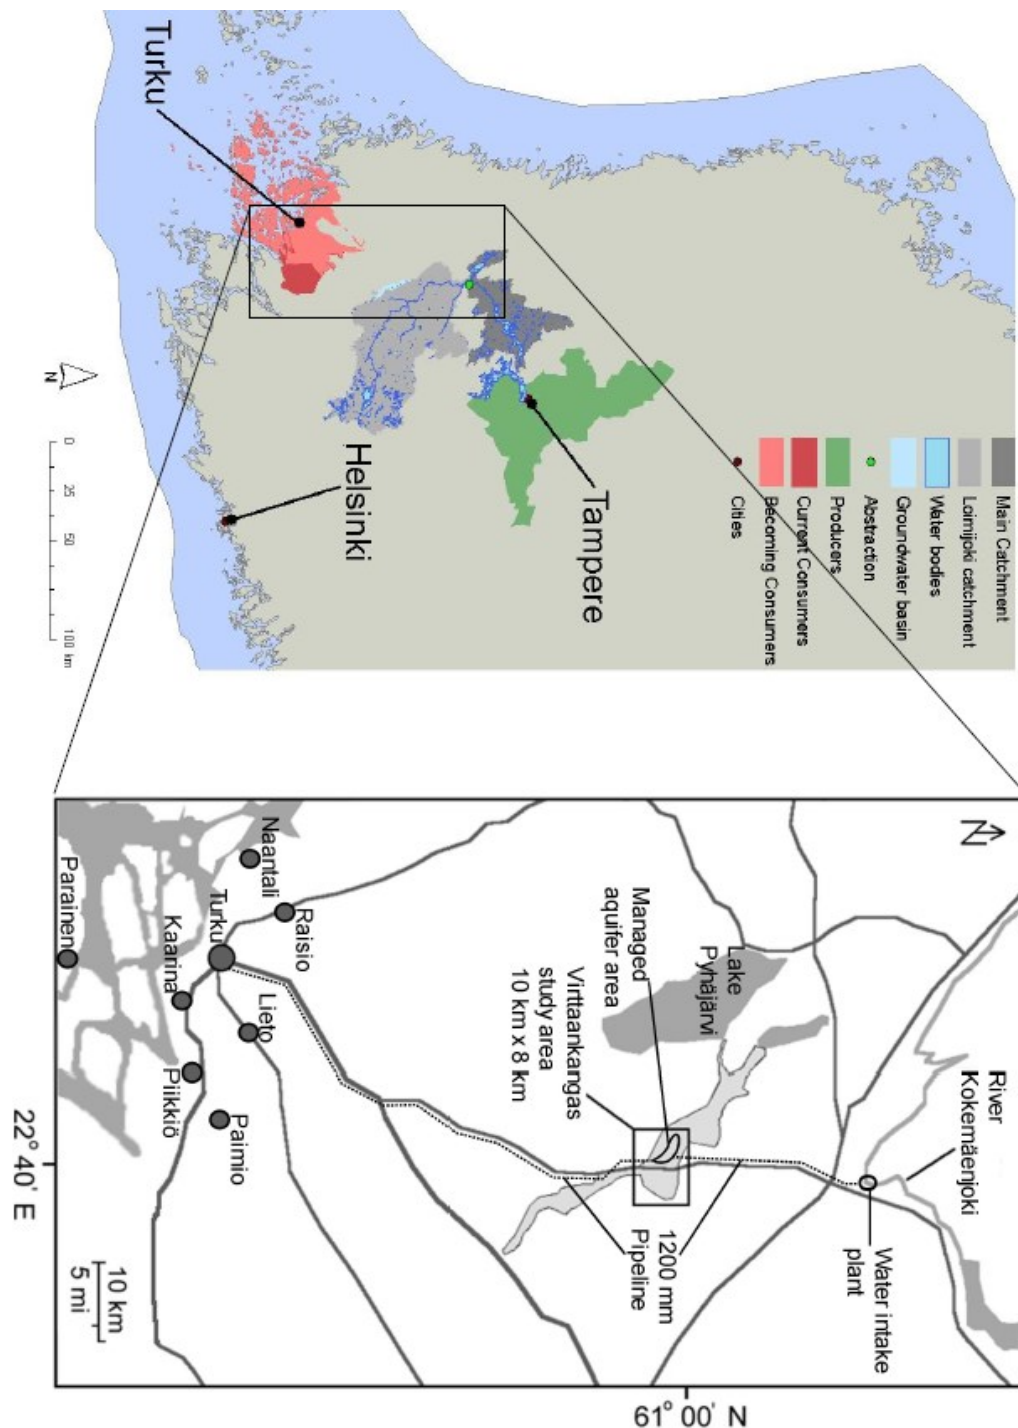 Turku
Helsinki
Tampere
N
0
25
50
100 km
Main Catchment
Loimijoki catchment
Water bodies
Groundwater basin
Abstraction
Producers
Current Consumers
Becoming Consumers
Cities
N
River
Kokemäenjoki
Water intake
plant
Lake
Pyhäjärvi
Managed
aquifer area
Virttaankangas
study area
10 km x 8 km
1200 mm
Pipeline
Naantali
Raisio
Turku
Lieto
Kaarina
Piikkiö
Paimio
Parainen
22° 40' E
61° 00' N
10 km
5 mi